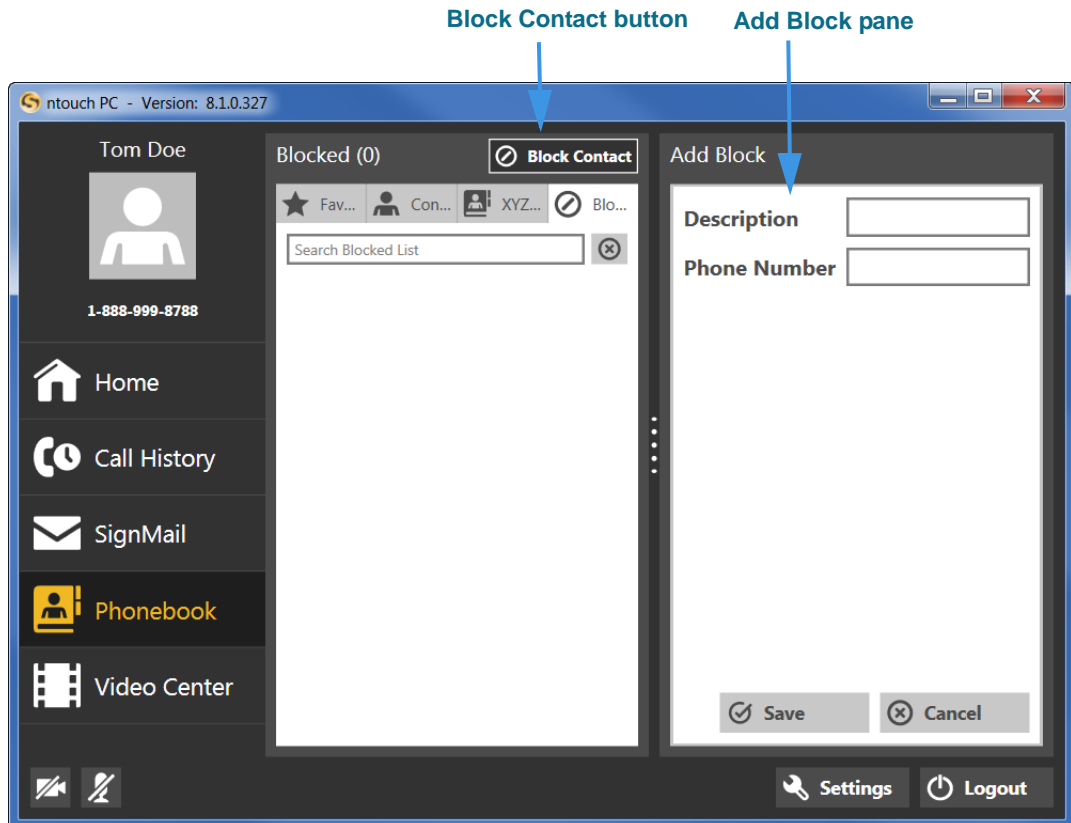 Block Contact button
Add Block pane
ntouch PC - Version: 8.1.0.327
Tom Doe
1-888-999-8788
Home
Call History
SignMail
Phonebook
Video Center
Blocked (0)
Block Contact
Fav...
Con...
XYZ...
Blo...
Search Blocked List
Add Block
Description
Phone Number
Save
Cancel
Settings
Logout